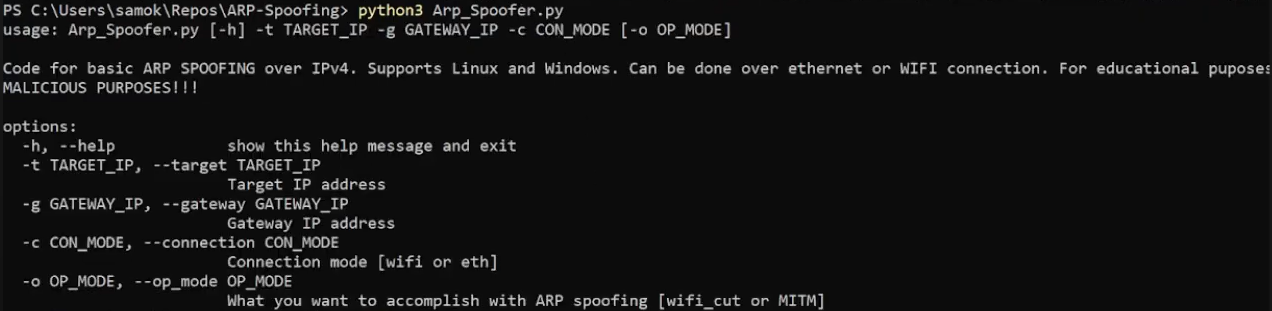 PS C:\Users\samok\Repos\ARP-Spoofing> python3 Arp_Spoofer.py
usage: Arp_Spoofer.py [-h] -t TARGET_IP -g GATEWAY_IP -c CON_MODE [-o OP_MODE]
Code for basic ARP SPOOFING over IPv4. Supports Linux and Windows. Can be done over ethernet or WIFI connection. For educational puposes
MALICIOUS PURPOSES!!!
options:
-h, --help show this help message and exit
-t TARGET_IP, --target TARGET_IP
Target IP address
-g GATEWAY_IP, --gateway GATEWAY_IP
Gateway IP address
-c CON_MODE, --connection CON_MODE
Connection mode [wifi or eth]
-o OP_MODE, --op_mode OP_MODE
What you want to accomplish with ARP spoofing [wifi_cut or MITM]